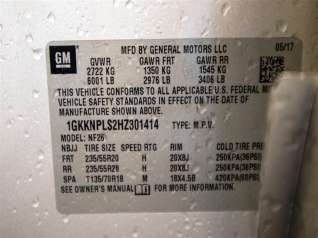 GM
MFD BY GENERAL MOTORS LLC
05/17
GVWR GAWR FRT GAWR RR
2722 KG 1350 KG 1545 KG
6001 LB 2976 LB 3406 LB
THIS VEHICLE CONFORMS TO ALL APPLICABLE U.S. FEDERAL MOTOR
VEHICLE SAFETY STANDARDS IN EFFECT ON THE DATE OF
MANUFACTURE SHOWN ABOVE.
1GKKNPLS2HZ301414 TYPE: M.P.V.
MODEL: NF26
NBJJ TIRE SIZE SPEED RTG RIM COLD TIRE PRE
FRT 235/55R20 H 20X8J 250KPA(36PSI)
RR 235/55R20 H 20X8J 250KPA(36PSI)
SPA T135/70R18 M 18X4.5B 420KPA(60PSI)
SEE OWNER'S MANUAL FOR MORE INFORMATION.